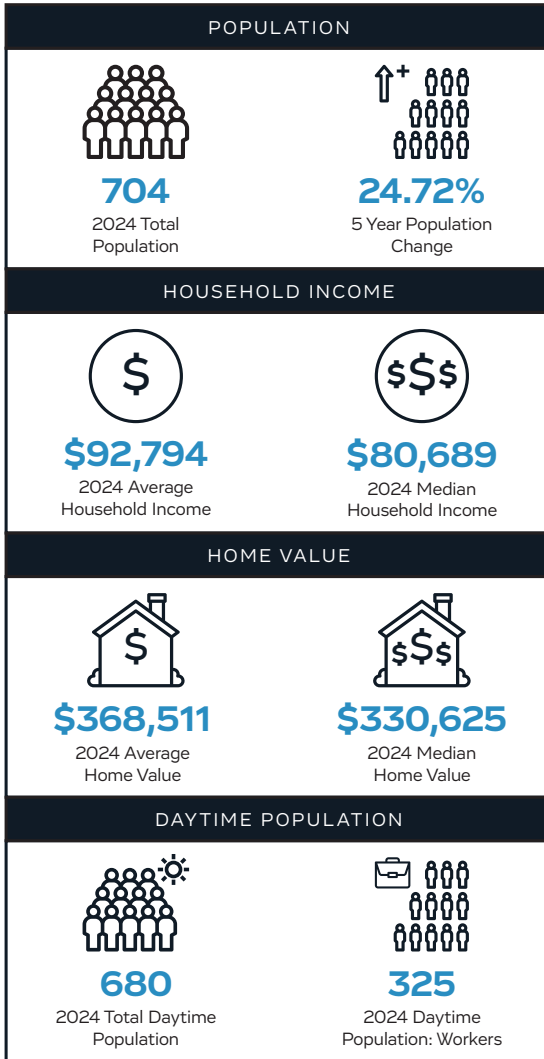 POPULATION
704
2024 Total
Population
24.72%
5 Year Population
Change
HOUSEHOLD INCOME
$
$92,794
2024 Average
Household Income
$$$
$80,689
2024 Median
Household Income
HOME VALUE
$
$368,511
2024 Average
Home Value
$$$
$330,625
2024 Median
Home Value
DAYTIME POPULATION
680
2024 Total Daytime
Population
325
2024 Daytime
Population: Workers